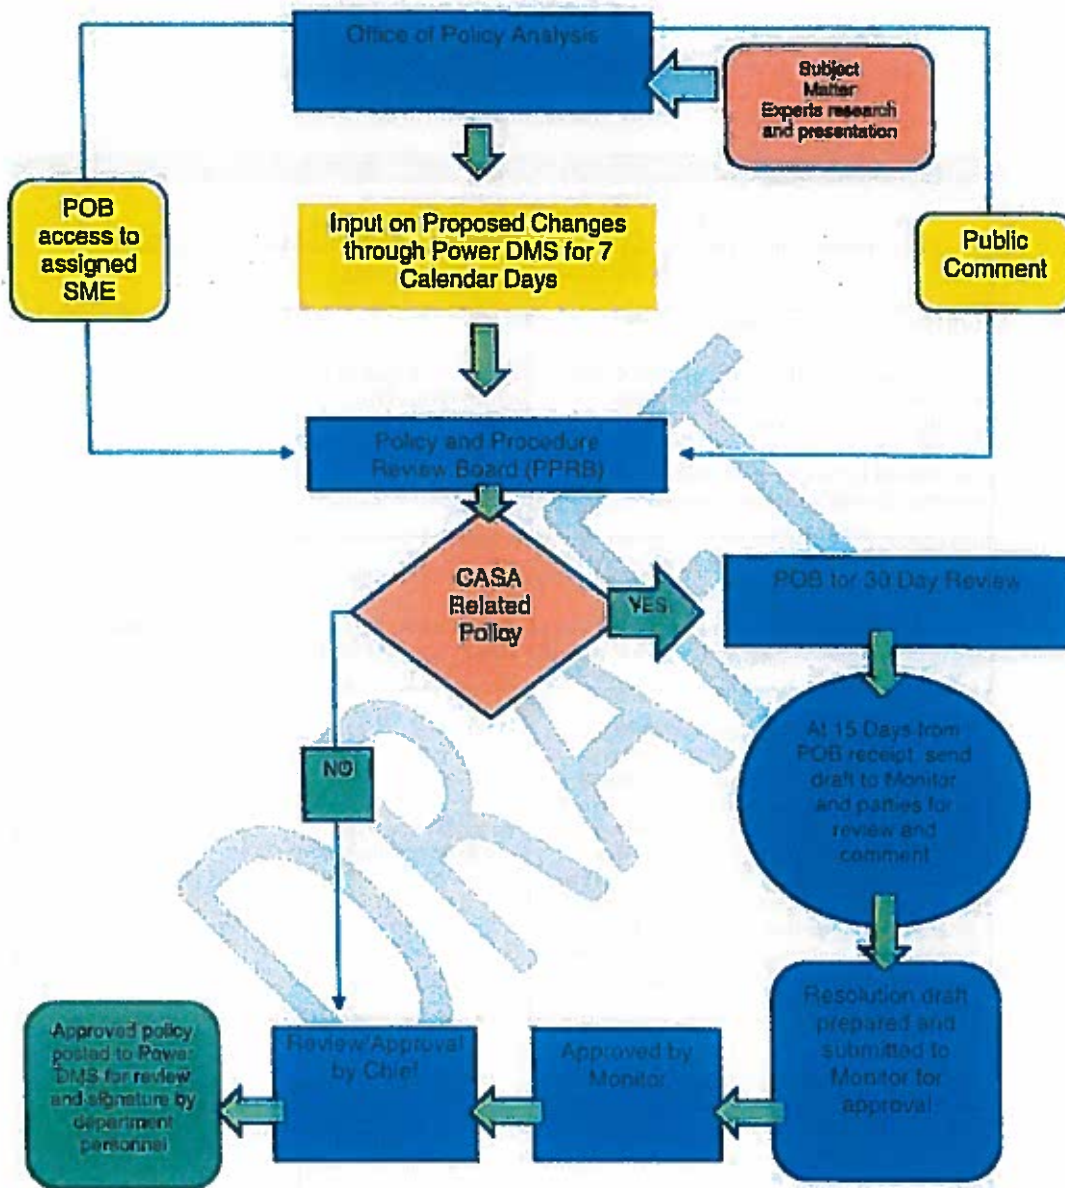 Office of Policy Analysis
Subject
Matter
Experts research
and presentation
POB
access to
assigned
SME
Input on Proposed Changes
through Power DMS for 7
Calendar Days
Public
Comment
Policy and Procedure
Review Board (PPRB)
CASA
Related
Policy
YES
POB for 30 Day Review
At 15 Days from
POB receipt, send
draft to Monitor
and parties for
review and
comment
NO
Resolution draft
prepared and
submitted to
Monitor for
approval
Approved by
Monitor
Review/Approval
by Chief
Approved policy
posted to Power
DMS for review
and signature by
department
personnel
DRAFT